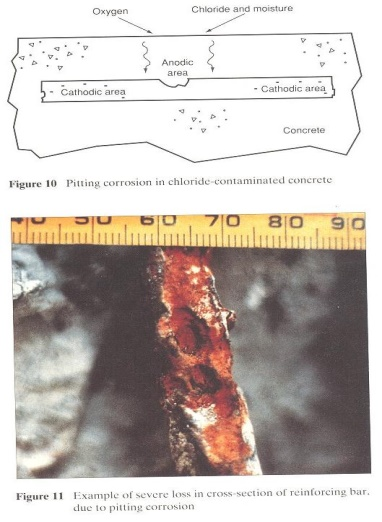 Oxygen
Chloride and moisture
Anodic
area
Cathodic area
Cathodic area
Concrete
Figure 10 Pitting corrosion in chloride-contaminated concrete
40 50 60 70 80 90
Figure 11 Example of severe loss in cross-section of reinforcing bar,
due to pitting corrosion